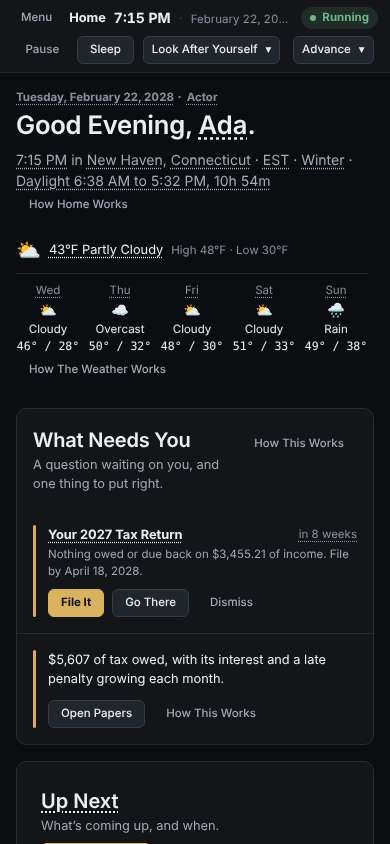 Menu Home 7:15 PM · February 22, 20... Running
Pause Sleep Look After Yourself ▾ Advance ▾
Tuesday, February 22, 2028 · Actor
Good Evening, Ada.
7:15 PM in New Haven, Connecticut · EST · Winter ·
Daylight 6:38 AM to 5:32 PM, 10h 54m
How Home Works
43°F Partly Cloudy High 48°F · Low 30°F
Wed Thu Fri Sat Sun
Cloudy Overcast Cloudy Cloudy Rain
46° / 28° 50° / 32° 48° / 30° 51° / 33° 49° / 38°
How The Weather Works
What Needs You How This Works
A question waiting on you, and
one thing to put right.
Your 2027 Tax Return in 8 weeks
Nothing owed or due back on $3,455.21 of income. File
by April 18, 2028.
File It Go There Dismiss
$5,607 of tax owed, with its interest and a late
penalty growing each month.
Open Papers How This Works
Up Next
What's coming up, and when.